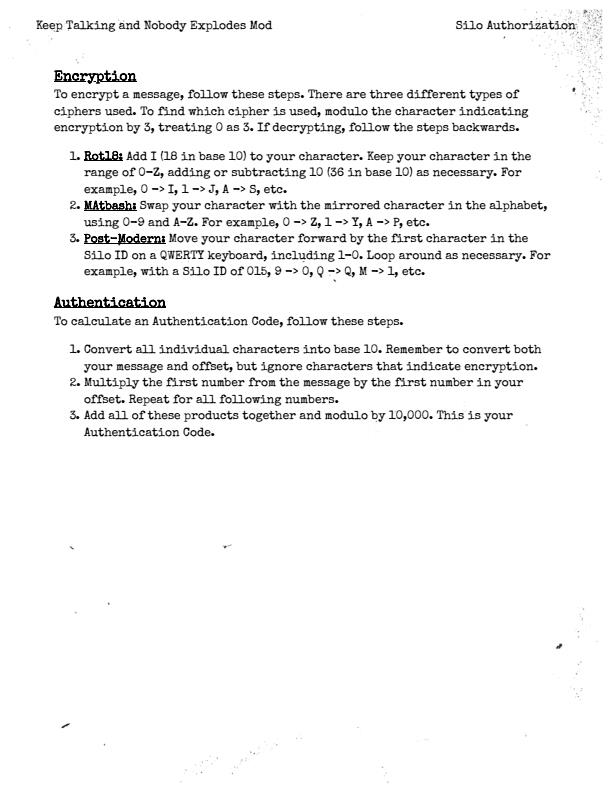 Keep Talking and Nobody Explodes Mod
Silo Authorization
Encryption
To encrypt a message, follow these steps. There are three different types of
ciphers used. To find which cipher is used, modulo the character indicating
encryption by 3, treating 0 as 3. If decrypting, follow the steps backwards.
1. Rot18: Add I (18 in base 10) to your character. Keep your character in the
range of 0-Z, adding or subtracting 10 (36 in base 10) as necessary. For
example, 0 -> I, 1 -> J, A -> S, etc.
2. MAtbash: Swap your character with the mirrored character in the alphabet,
using 0-9 and A-Z. For example, 0 -> Z, 1 -> Y, A -> P, etc.
3. Post-Modern: Move your character forward by the first character in the
Silo ID on a QWERTY keyboard, including 1-0. Loop around as necessary. For
example, with a Silo ID of 015, 9 -> 0, Q -> Q, M -> 1, etc.
Authentication
To calculate an Authentication Code, follow these steps.
1. Convert all individual characters into base 10. Remember to convert both
your message and offset, but ignore characters that indicate encryption.
2. Multiply the first number from the message by the first number in your
offset. Repeat for all following numbers.
3. Add all of these products together and modulo by 10,000. This is your
Authentication Code.